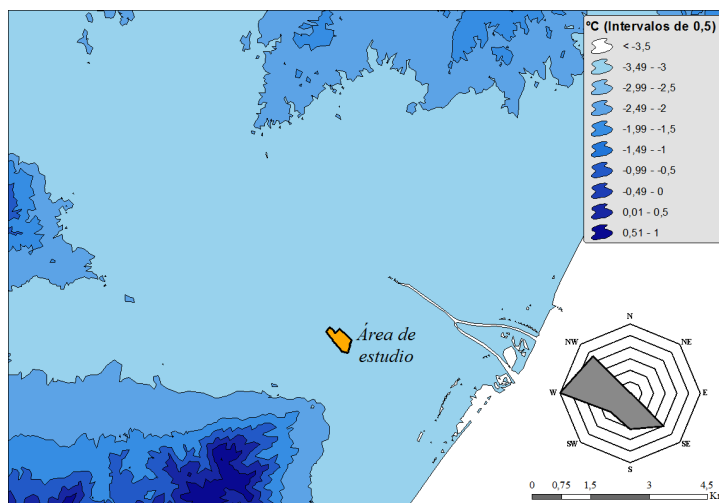 °C (Intervalos de 0,5)
< -3,5
-3,49 - -3
-2,99 - -2,5
-2,49 - -2
-1,99 - -1,5
-1,49 - -1
-0,99 - -0,5
-0,49 - 0
0,01 - 0,5
0,51 - 1
Área de
estudio
N
NW
NE
W
E
SW
SE
S
0 0,75 1,5 3 4,5